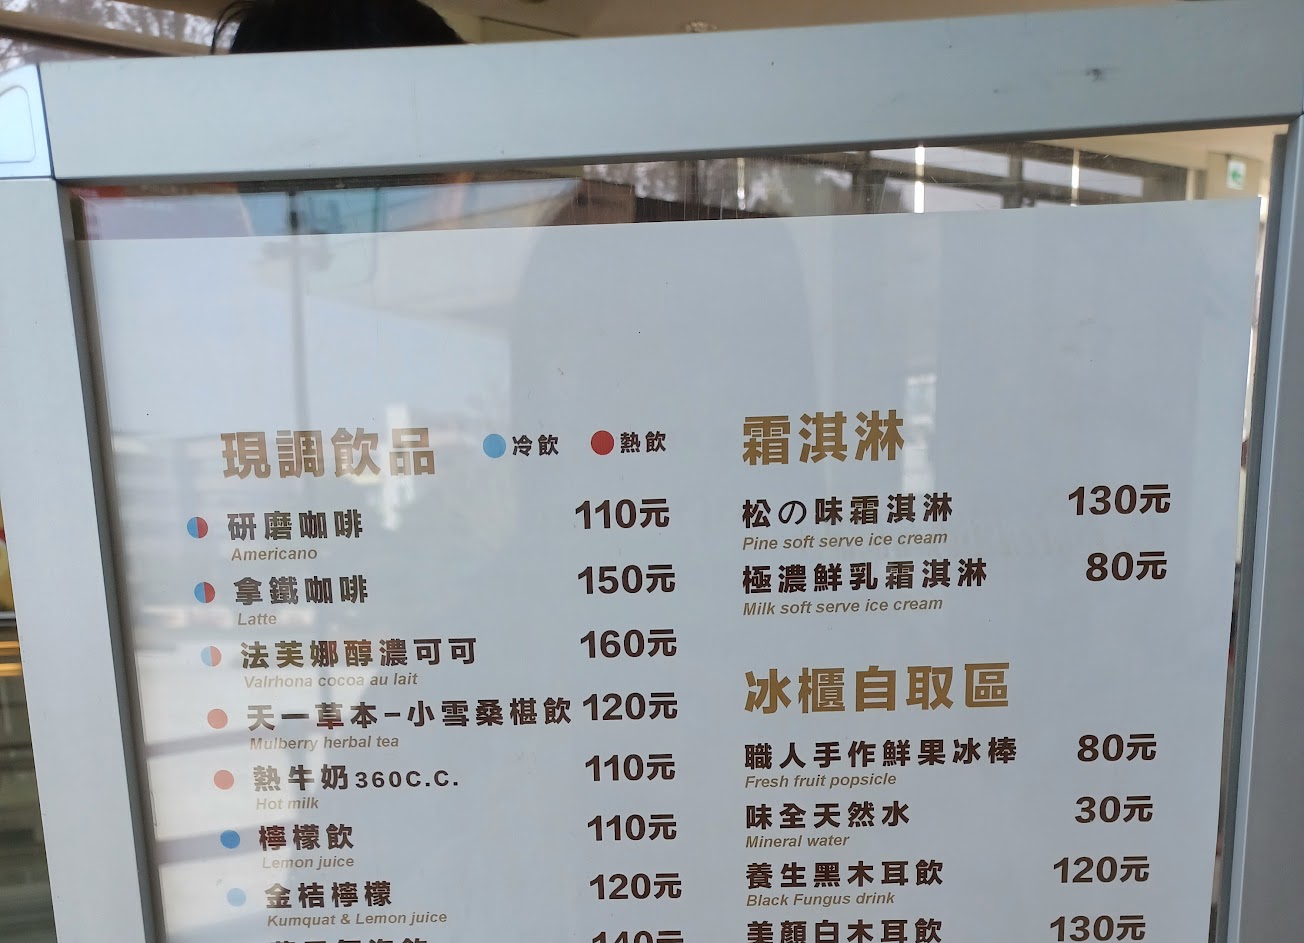 現調飲品 冷飲 熱飲
研磨咖啡 110元
Americano
拿鐵咖啡 150元
Latte
法芙娜醇濃可可 160元
Valrhona cocoa au lait
天一草本-小雪桑椹飲 120元
Mulberry herbal tea
熱牛奶360C.C. 110元
Hot milk
檸檬飲 110元
Lemon juice
金桔檸檬 120元
Kumquat & Lemon juice
140元
霜淇淋
松の味霜淇淋 130元
Pine soft serve ice cream
極濃鮮乳霜淇淋 80元
Milk soft serve ice cream
冰櫃自取區
職人手作鮮果冰棒 80元
Fresh fruit popsicle
味全天然水 30元
Mineral water
養生黑木耳飲 120元
Black Fungus drink
美顏白木耳飲 130元